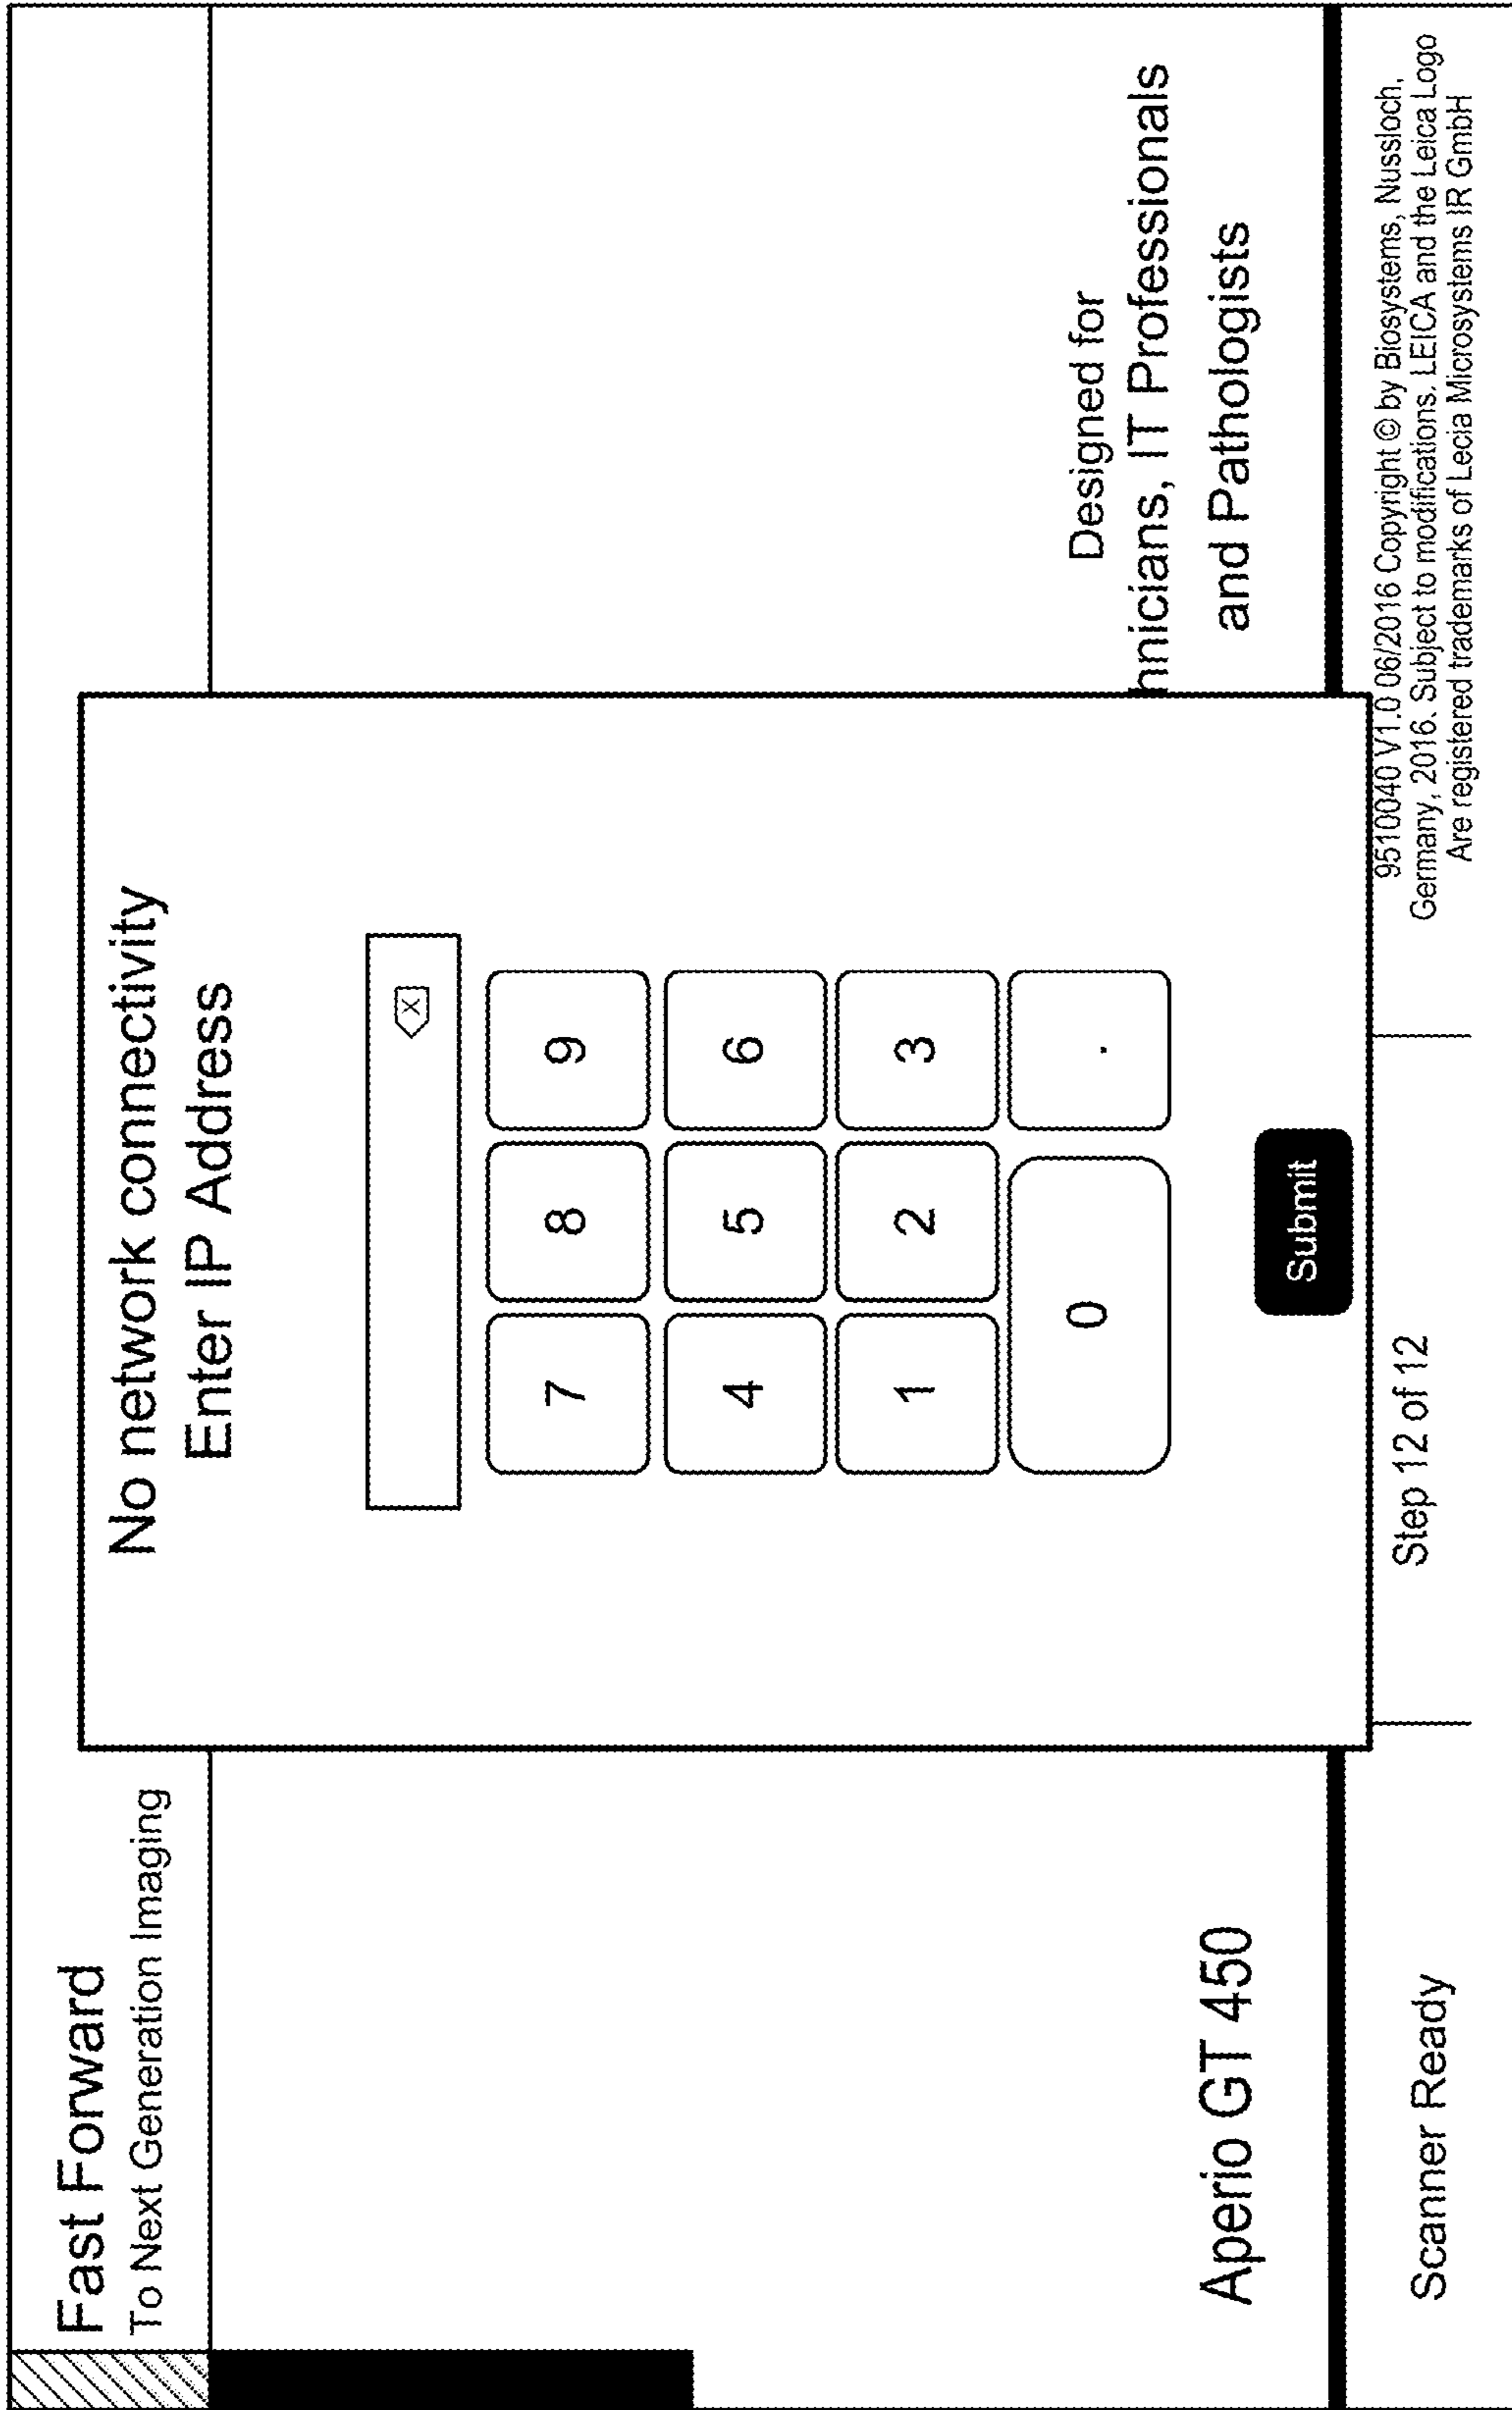 Fast Forward
To Next Generation Imaging
No network connectivity
Enter IP Address
X
7 8 9
4 5 6
1 2 3
0 .
Submit
Aperio GT 450
Designed for
hnicians, IT Professionals
and Pathologists
Scanner Ready
Step 12 of 12
9510040 V1.0 06/2016 Copyright © by Biosystems, Nussloch,
Germany, 2016. Subject to modifications. LEICA and the Leica Logo
Are registered trademarks of Lecia Microsystems IR GmbH